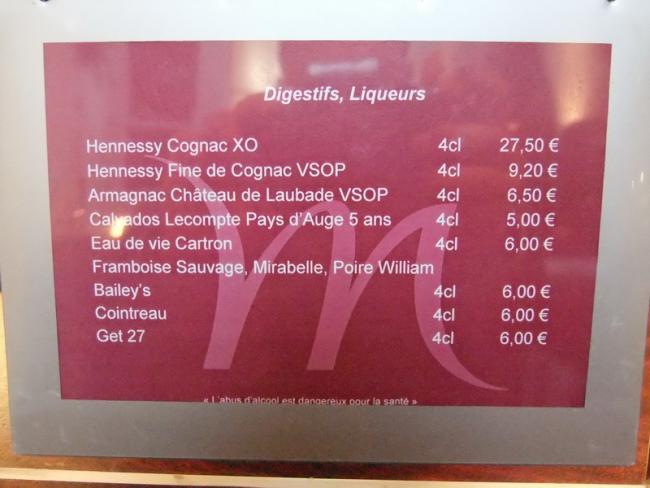 Digestifs, Liqueurs
Hennessy Cognac XO 4cl 27,50 €
Hennessy Fine de Cognac VSOP 4cl 9,20 €
Armagnac Château de Laubade VSOP 4cl 6,50 €
Calvados Lecompte Pays d'Auge 5 ans 4cl 5,00 €
Eau de vie Cartron 4cl 6,00 €
Framboise Sauvage, Mirabelle, Poire William
Bailey's 4cl 6,00 €
Cointreau 4cl 6,00 €
Get 27 4cl 6,00 €
« L'abus d'alcool est dangereux pour la santé »